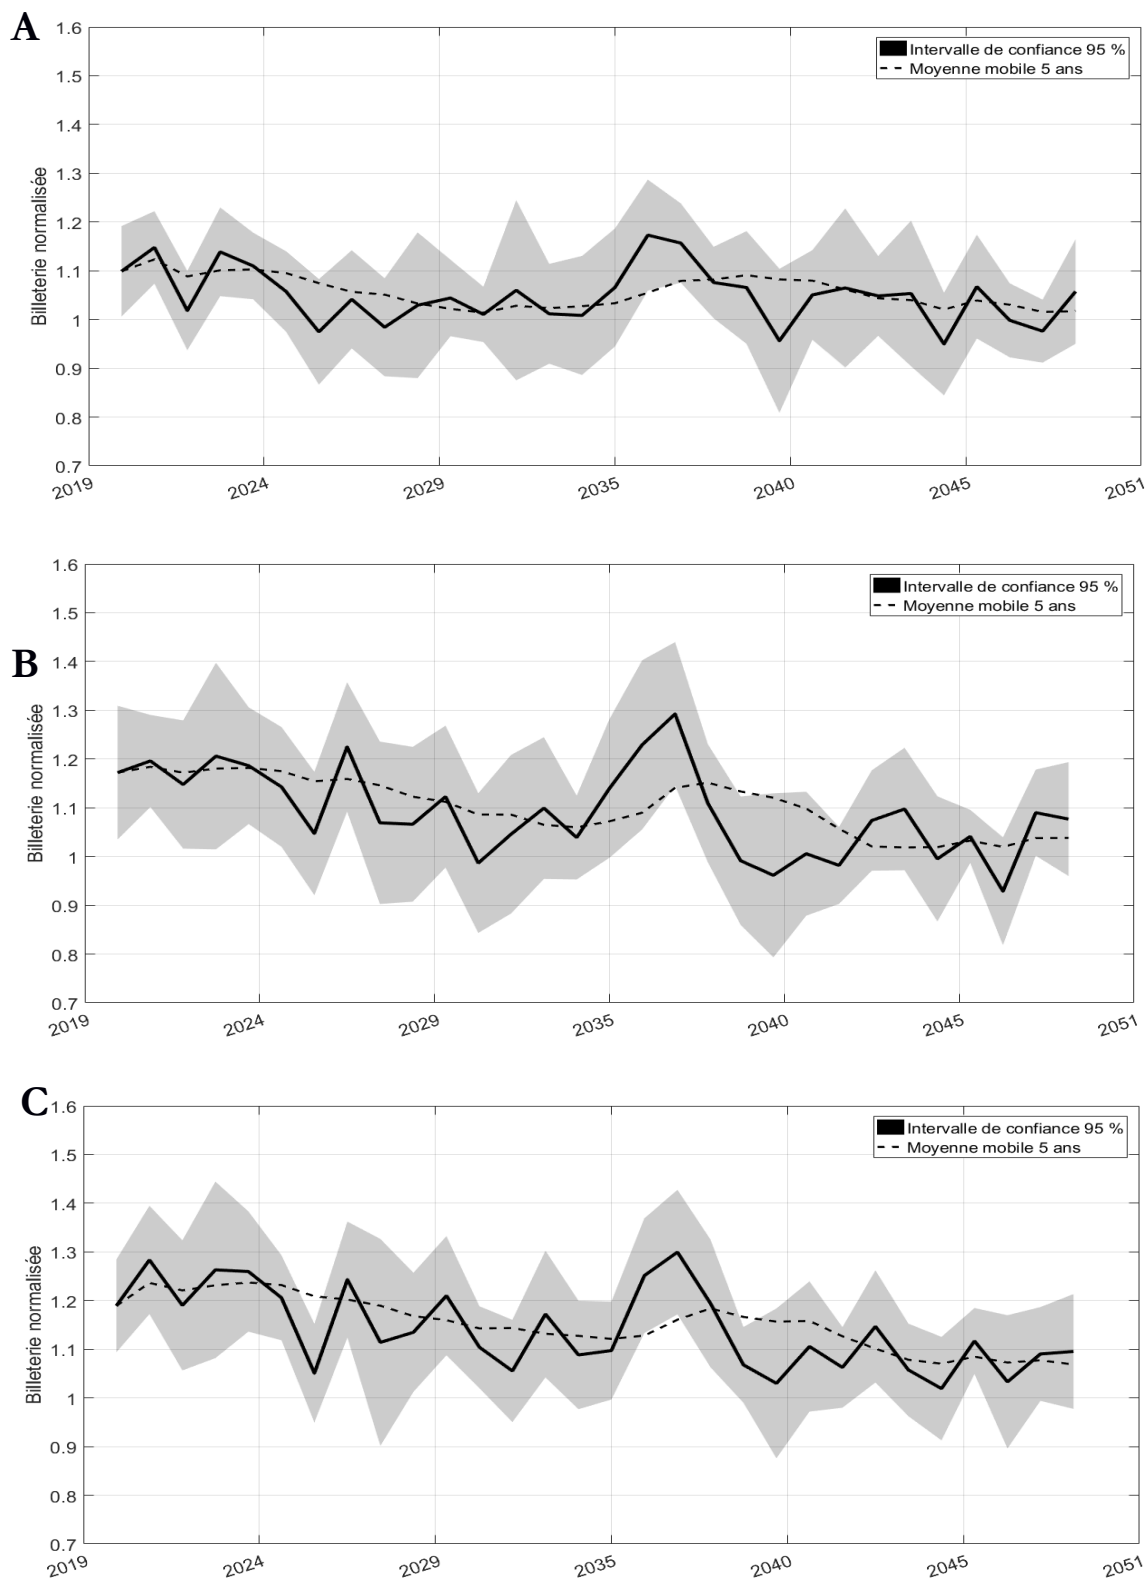 A
1.6
Intervalle de confiance 95 %
Moyenne mobile 5 ans
1.5
1.4
1.3
1.2
1.1
1
0.9
0.8
0.7
Billeterie normalisée
2019 2024 2029 2035 2040 2045 2051
B
1.6
Intervalle de confiance 95 %
Moyenne mobile 5 ans
1.5
1.4
1.3
1.2
1.1
1
0.9
0.8
0.7
Billeterie normalisée
2019 2024 2029 2035 2040 2045 2051
C
1.6
Intervalle de confiance 95 %
Moyenne mobile 5 ans
1.5
1.4
1.3
1.2
1.1
1
0.9
0.8
0.7
Billeterie normalisée
2019 2024 2029 2035 2040 2045 2051